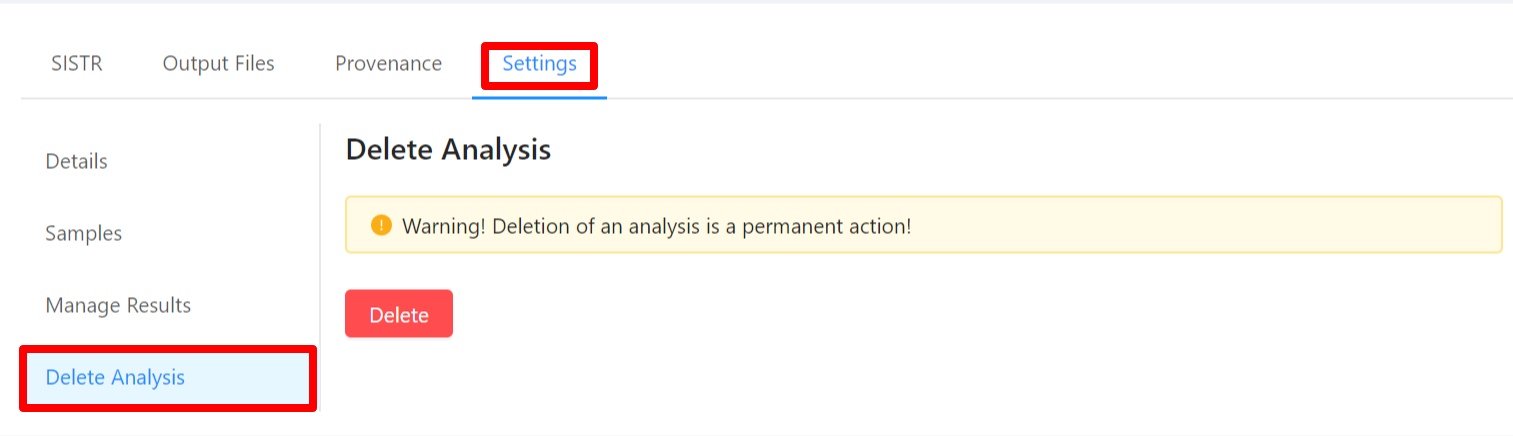 SISTR Output Files Provenance Settings
Details
Samples
Manage Results
Delete Analysis
Delete Analysis
Warning! Deletion of an analysis is a permanent action!
Delete